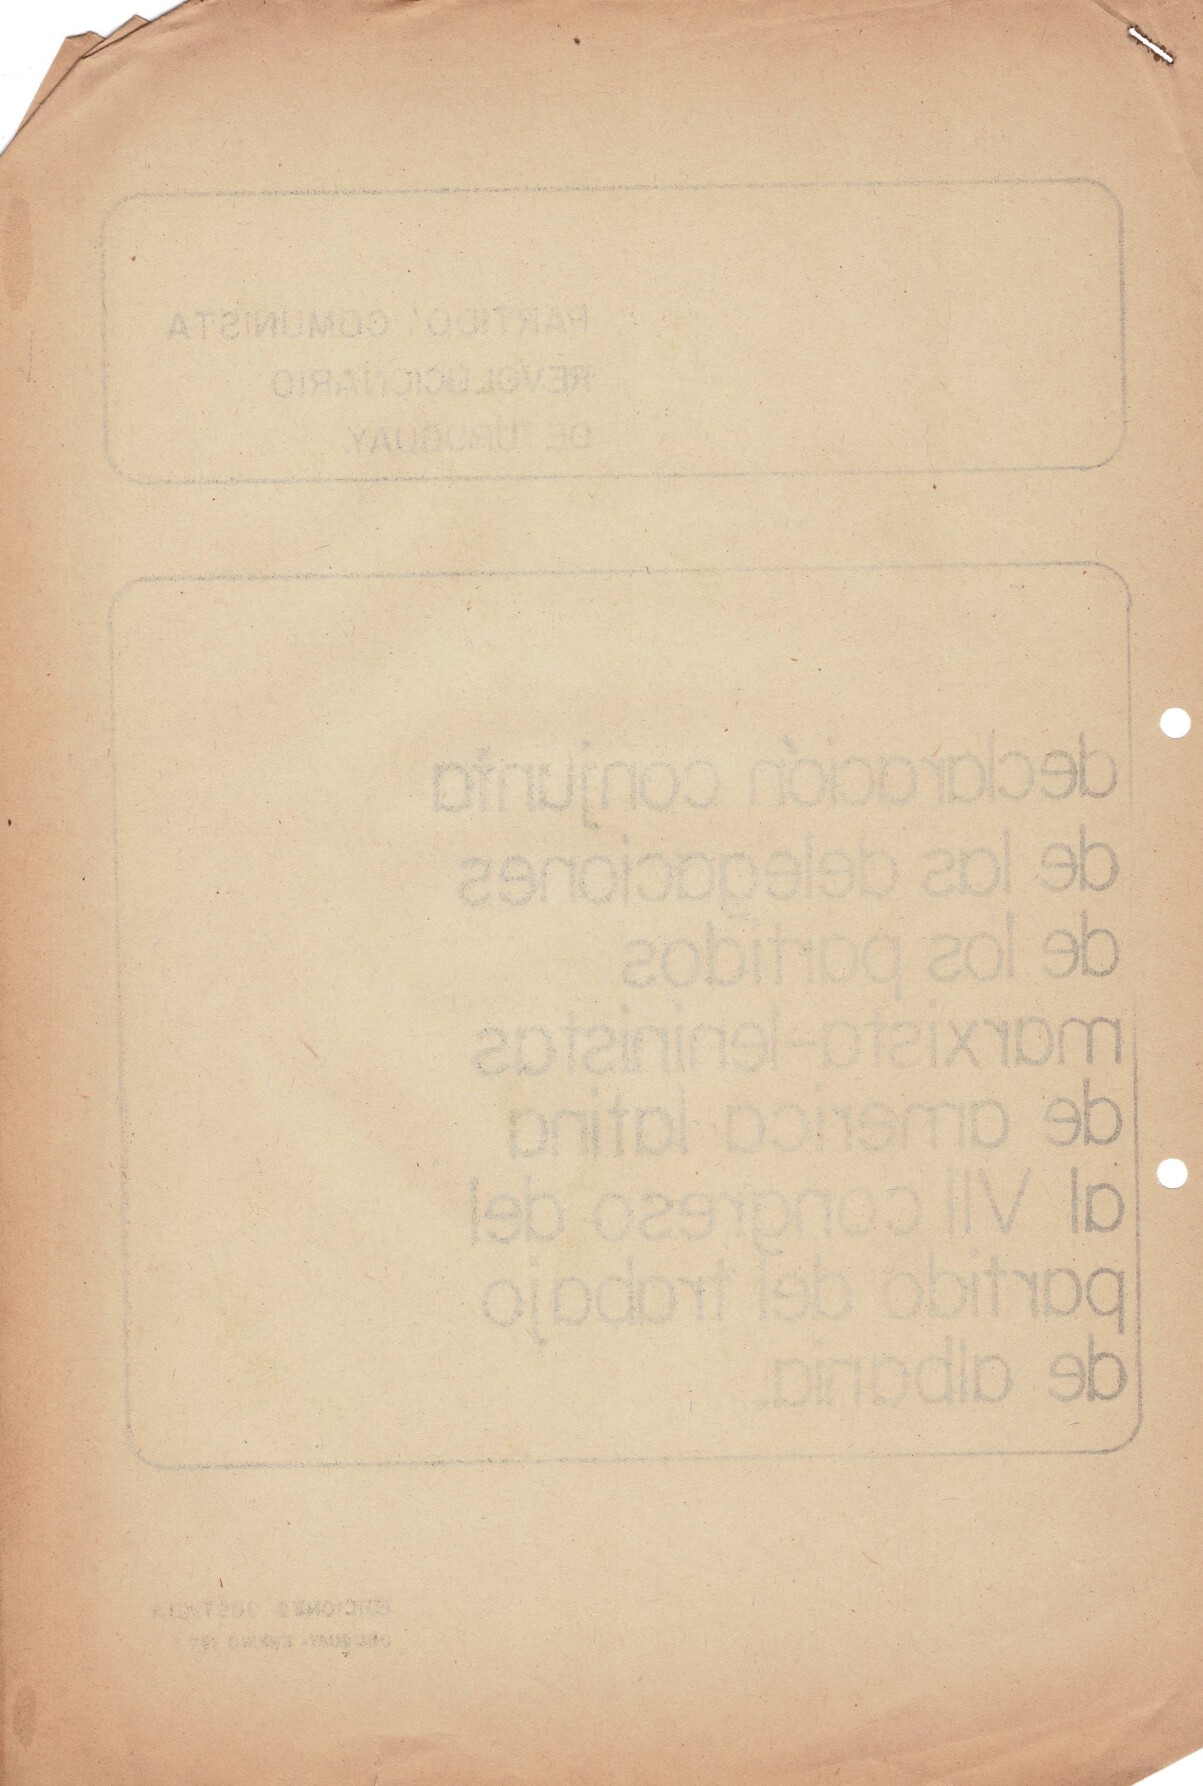 PARTIDO COMUNISTA
REVOLUCIONARIO
DE URUGUAY.
declaración conjunta
de las delegaciones
de los partidos
marxista-leninistas
de america latina
al VII congreso del
partido del trabajo
de albania.
EDICIONES
URUGUAY-